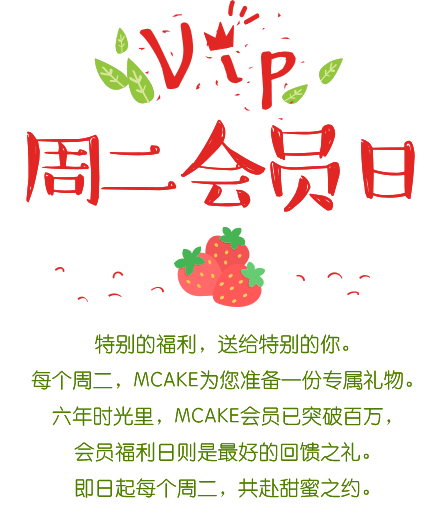 Vip
周二会员日
特别的福利，送给特别的你。
每个周二，MCAKE为您准备一份专属礼物。
六年时光里，MCAKE会员已突破百万，
会员福利日则是最好的回馈之礼。
即日起每个周二，共赴甜蜜之约。